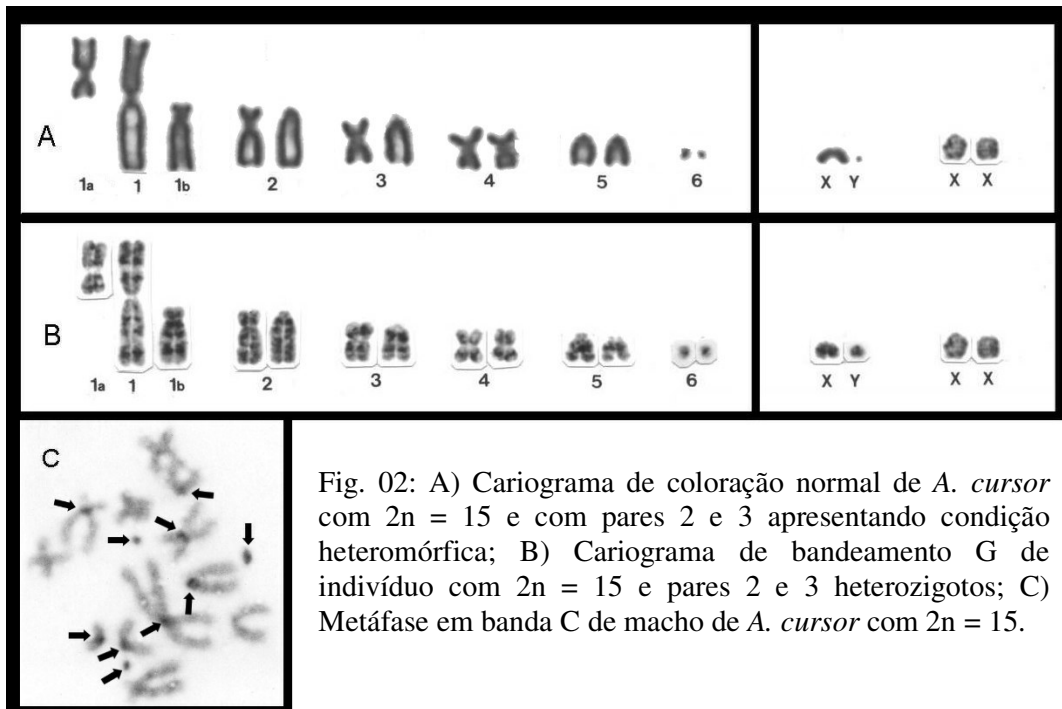 A
1a 1 1b 2 3 4 5 6 X Y X X
B
1a 1 1b 2 3 4 5 6 X Y X X
C
Fig. 02: A) Cariograma de coloração normal de A. cursor
com 2n = 15 e com pares 2 e 3 apresentando condição
heteromórfica; B) Cariograma de bandeamento G de
indivíduo com 2n = 15 e pares 2 e 3 heterozigotos; C)
Metáfase em banda C de macho de A. cursor com 2n = 15.